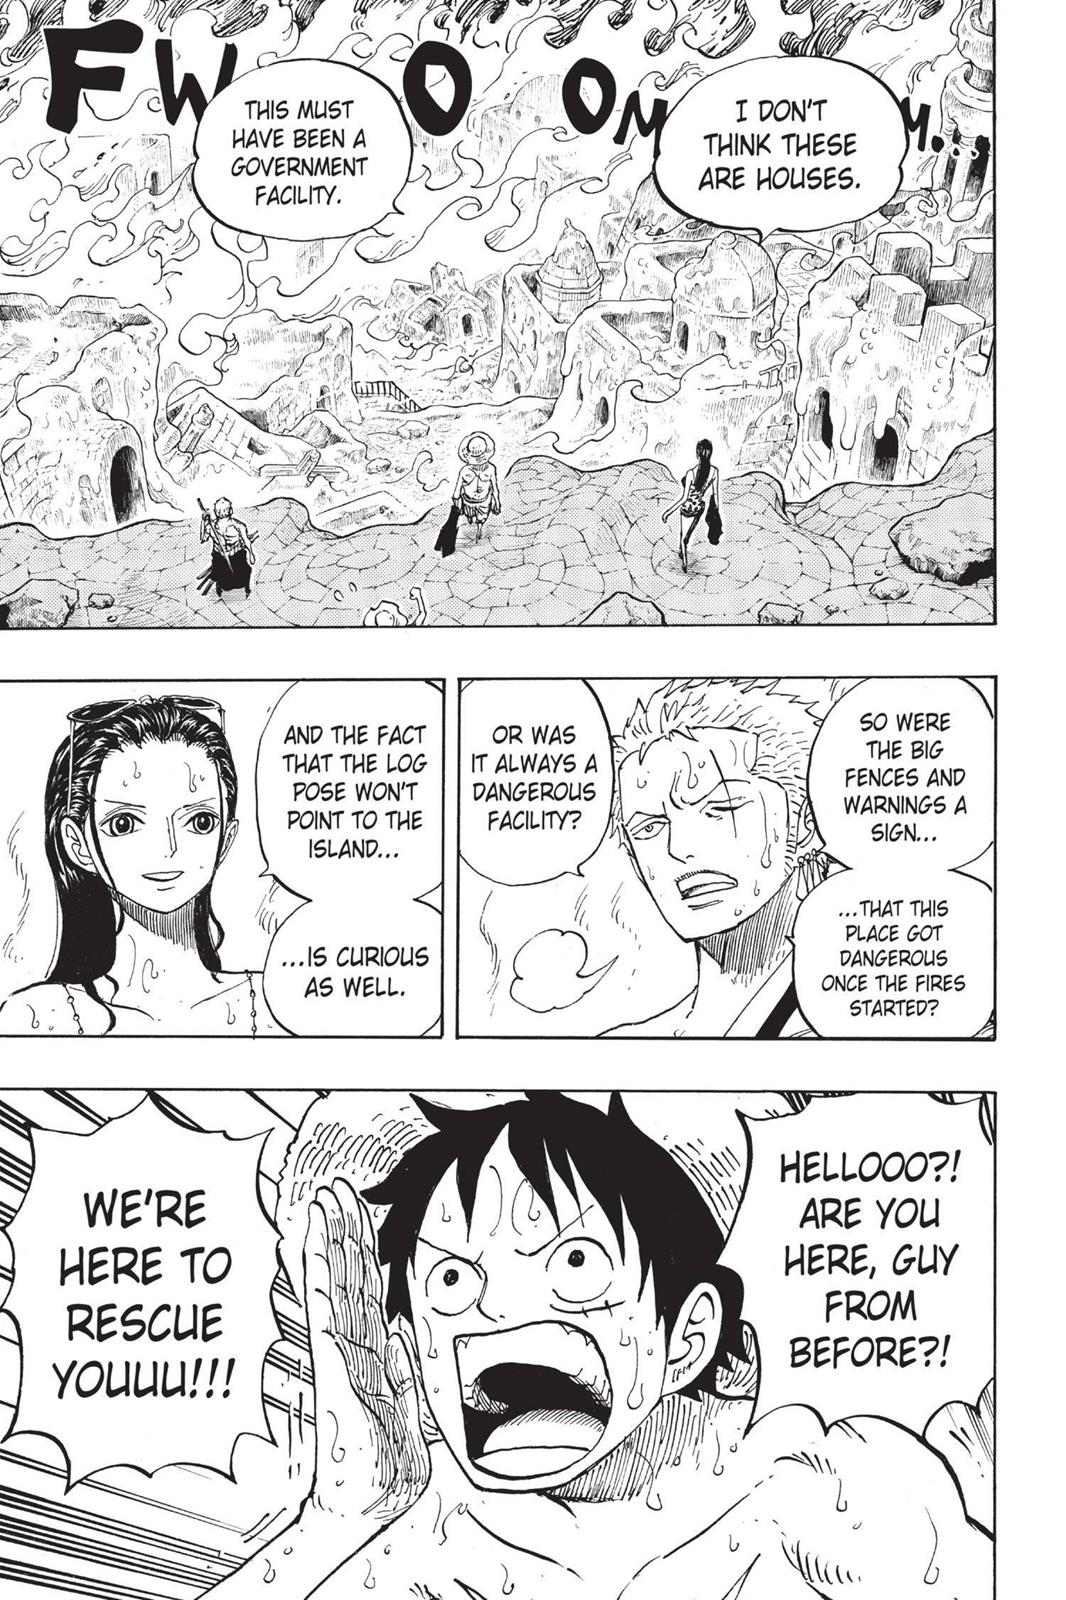 FWOOOM...
I DON'T
THINK THESE
ARE HOUSES.
THIS MUST
HAVE BEEN A
GOVERNMENT
FACILITY.
SO WERE
THE BIG
FENCES AND
WARNINGS A
SIGN...
...THAT THIS
PLACE GOT
DANGEROUS
ONCE THE FIRES
STARTED?
OR WAS
IT ALWAYS A
DANGEROUS
FACILITY?
AND THE FACT
THAT THE LOG
POSE WON'T
POINT TO THE
ISLAND...
...IS CURIOUS
AS WELL.
HELLOOO?!
ARE YOU
HERE, GUY
FROM
BEFORE?!
WE'RE
HERE TO
RESCUE
YOUUU!!!